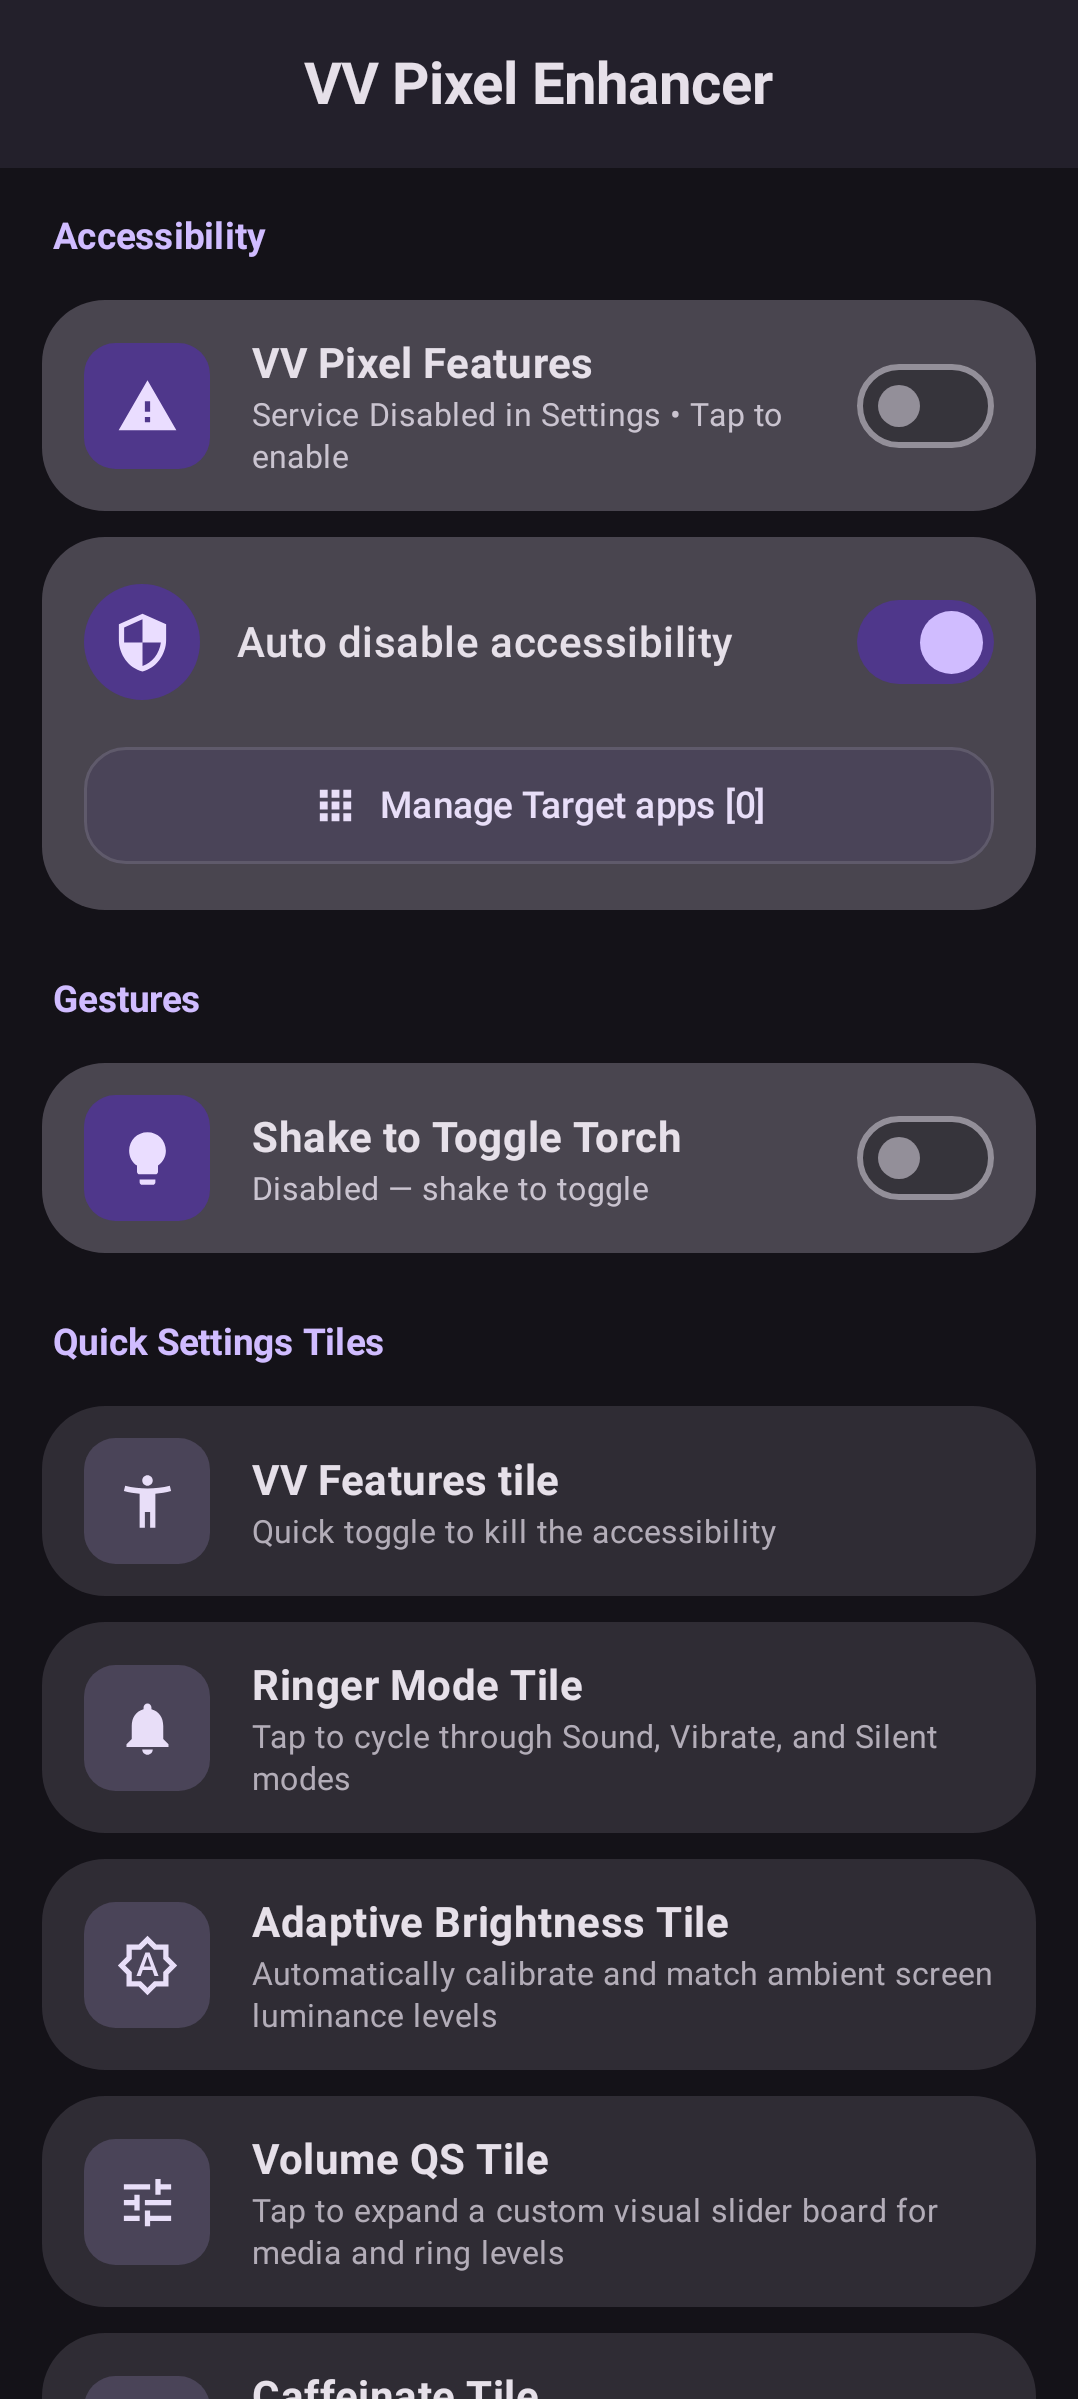 VV Pixel Enhancer
Accessibility
VV Pixel Features
Service Disabled in Settings • Tap to
enable
Auto disable accessibility
Manage Target apps [0]
Gestures
Shake to Toggle Torch
Disabled — shake to toggle
Quick Settings Tiles
VV Features tile
Quick toggle to kill the accessibility
Ringer Mode Tile
Tap to cycle through Sound, Vibrate, and Silent
modes
A
Adaptive Brightness Tile
Automatically calibrate and match ambient screen
luminance levels
Volume QS Tile
Tap to expand a custom visual slider board for
media and ring levels
Caffeinate Tile